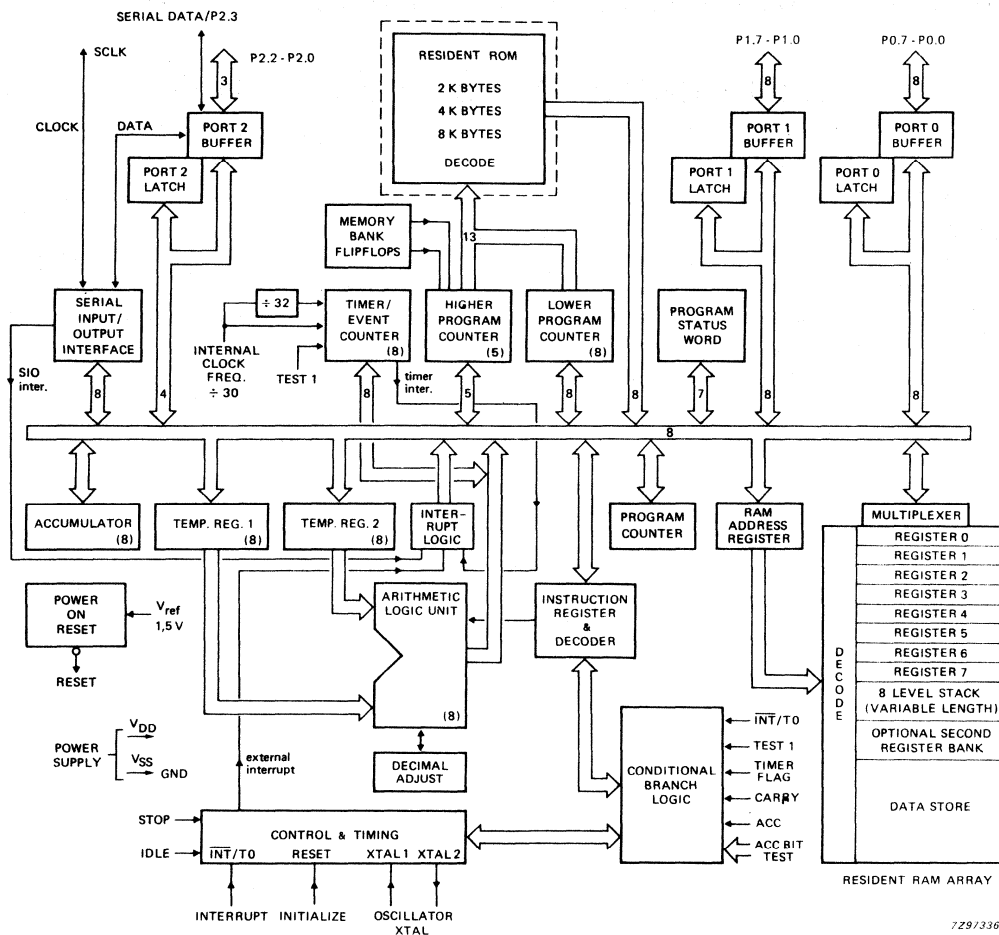 SERIAL DATA/P2.3
SCLK
P2.2 - P2.0
3
CLOCK
DATA
PORT 2
BUFFER
PORT 2
LATCH
RESIDENT ROM
2 K BYTES
4 K BYTES
8 K BYTES
DECODE
P1.7 - P1.0
8
PORT 1
BUFFER
PORT 1
LATCH
P0.7 - P0.0
8
PORT 0
BUFFER
PORT 0
LATCH
MEMORY
BANK
FLIPFLOPS
13
SERIAL
INPUT/
OUTPUT
INTERFACE
÷ 32
INTERNAL
CLOCK
FREQ.
÷ 30
TEST 1
TIMER/
EVENT
COUNTER
(8)
HIGHER
PROGRAM
COUNTER
(5)
LOWER
PROGRAM
COUNTER
(8)
PROGRAM
STATUS
WORD
SIO
inter.
timer
inter.
8
4
8
5
8
8
7
8
8
8
ACCUMULATOR
(8)
TEMP. REG. 1
(8)
TEMP. REG. 2
(8)
INTER-
RUPT
LOGIC
PROGRAM
COUNTER
RAM
ADDRESS
REGISTER
MULTIPLEXER
REGISTER 0
REGISTER 1
REGISTER 2
REGISTER 3
REGISTER 4
REGISTER 5
REGISTER 6
REGISTER 7
8 LEVEL STACK
(VARIABLE LENGTH)
OPTIONAL SECOND
REGISTER BANK
DATA STORE
DECODE
RESIDENT RAM ARRAY
POWER
ON
RESET
Vref
1,5 V
RESET
ARITHMETIC
LOGIC UNIT
(8)
INSTRUCTION
REGISTER
&
DECODER
POWER
SUPPLY
VDD
VSS
GND
external
interrupt
DECIMAL
ADJUST
CONDITIONAL
BRANCH
LOGIC
INT/T0
TEST 1
TIMER
FLAG
CARRY
ACC
ACC BIT
TEST
STOP
IDLE
CONTROL & TIMING
INT/T0 RESET XTAL 1 XTAL 2
INTERRUPT INITIALIZE OSCILLATOR
XTAL
7Z97336